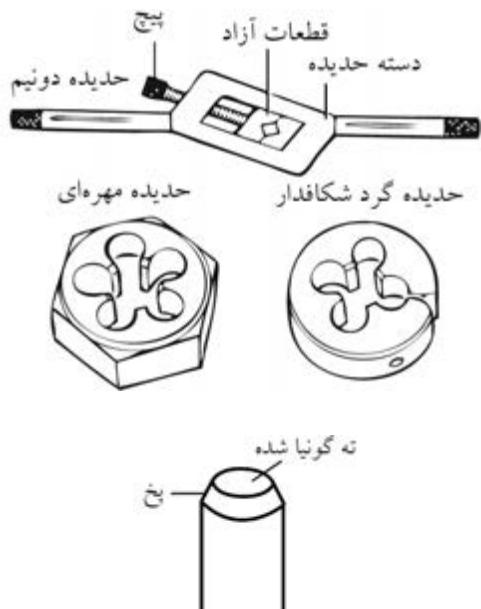 پیچ
قطعات آزاد
دسته حدیده
حدیده دونیم
حدیده گرد شکافدار
حدیده مهره‌ای
ته گونیا شده
پخ